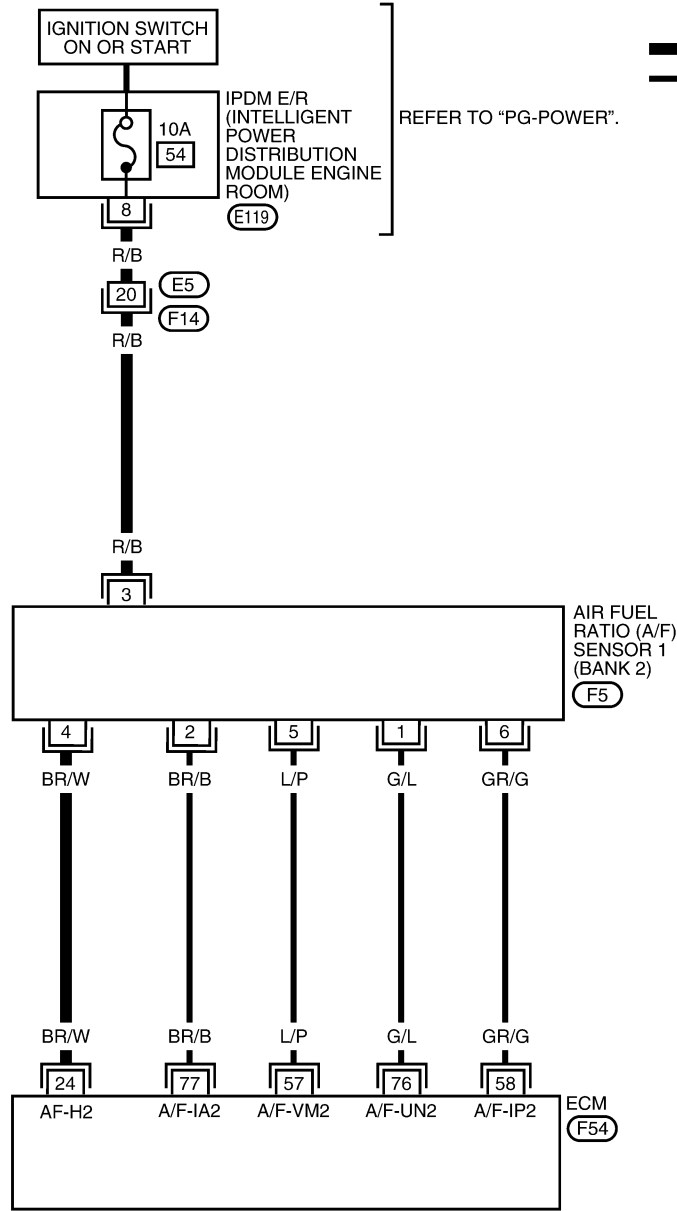 IGNITION SWITCH
ON OR START
IPDM E/R
(INTELLIGENT
POWER
DISTRIBUTION
MODULE ENGINE
ROOM)
E119
10A
54
REFER TO “PG-POWER”.
8
R/B
20
E5
F14
R/B
R/B
3
AIR FUEL
RATIO (A/F)
SENSOR 1
(BANK 2)
F5
4 2 5 1 6
BR/W BR/B L/P G/L GR/G
BR/W BR/B L/P G/L GR/G
24 77 57 76 58
AF-H2 A/F-IA2 A/F-VM2 A/F-UN2 A/F-IP2
ECM
F54